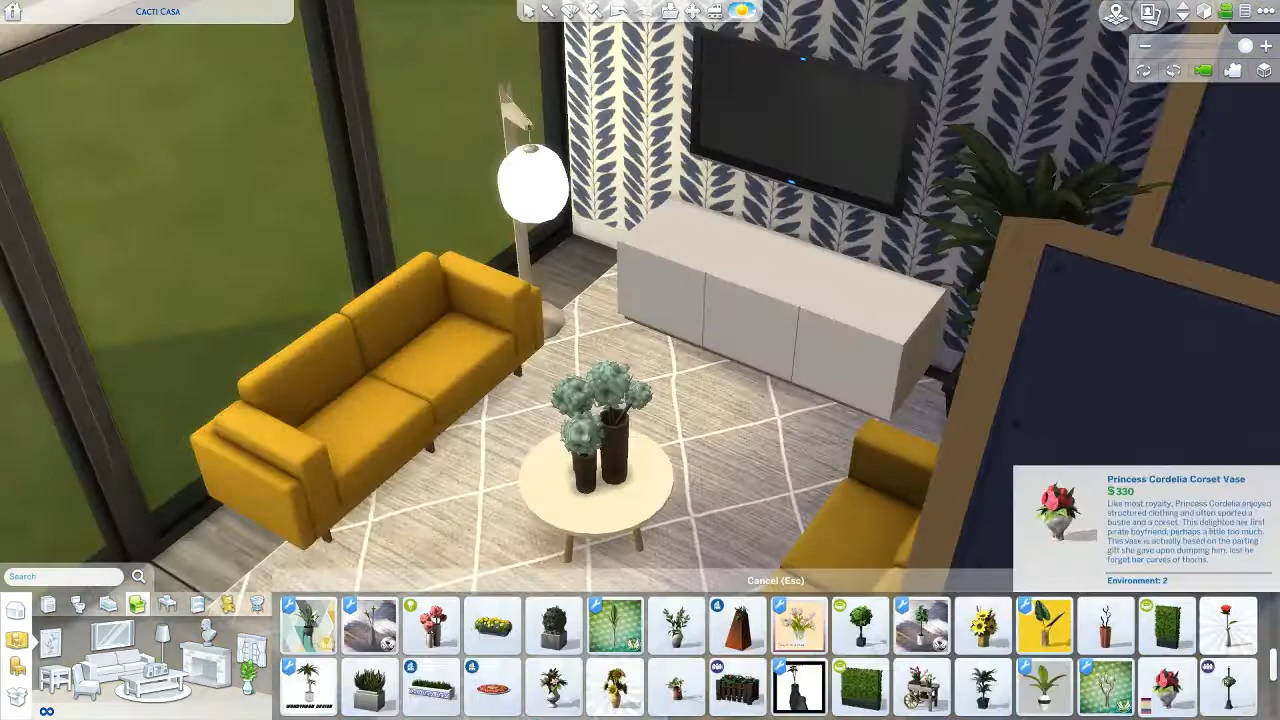 CACTI CASA
Princess Cordelia Corset Vase
§330
Like most royalty, Princess Cordelia enjoyed
structured clothing and often sported a
bustie and a corset. This delighted her first
pirate boyfriend, perhaps a little too much.
This vase is actually based on the parting
gift she gave upon dumping him, lest he
forget her curves or thorns.
Environment: 2
Search
Cancel (Esc)